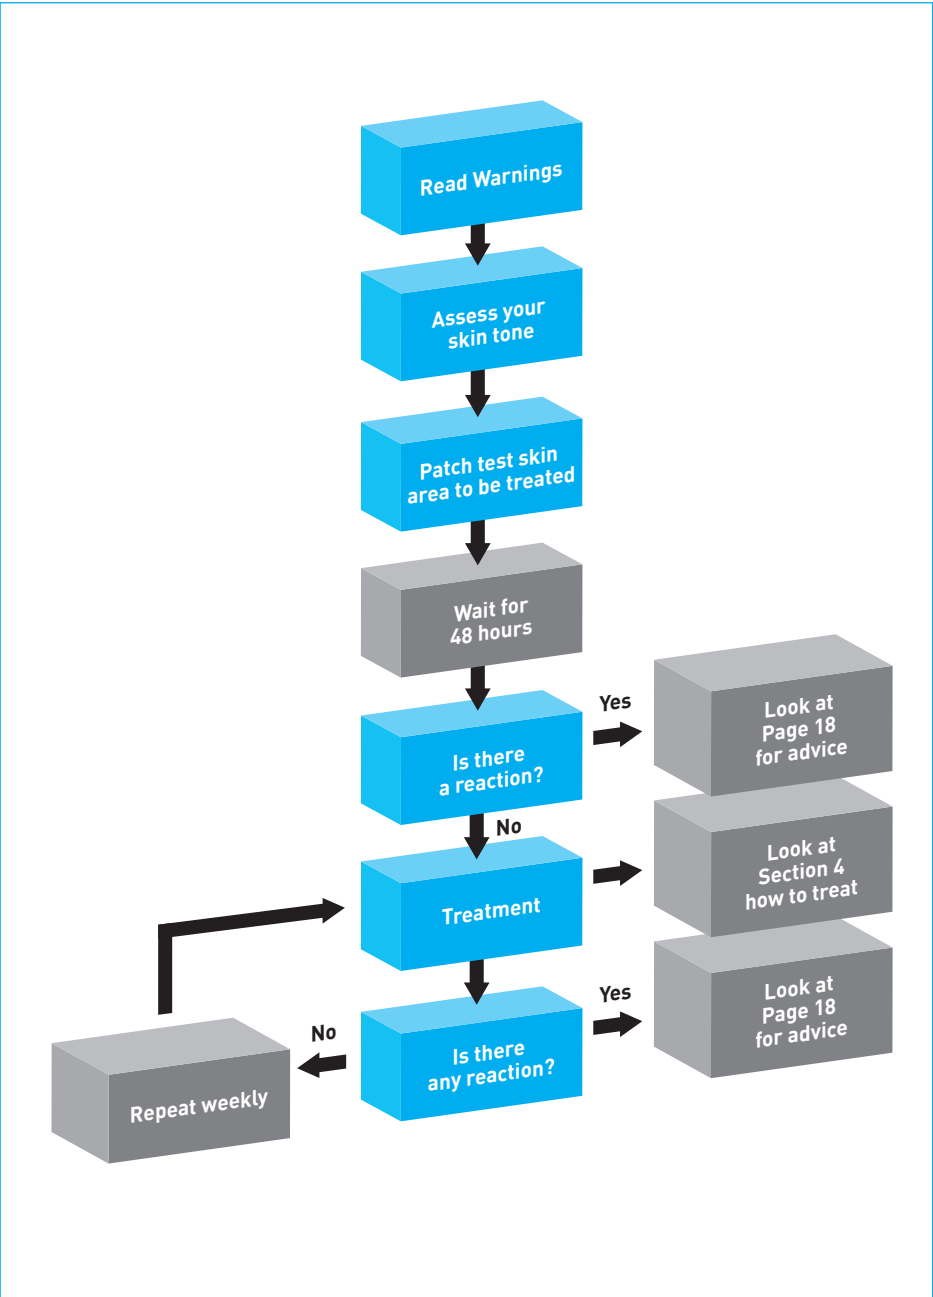 Read Warnings
Assess your
skin tone
Patch test skin
area to be treated
Wait for
48 hours
Is there
a reaction?
Yes
Look at
Page 18
for advice
No
Treatment
Look at
Section 4
how to treat
Is there
any reaction?
Yes
Look at
Page 18
for advice
No
Repeat weekly